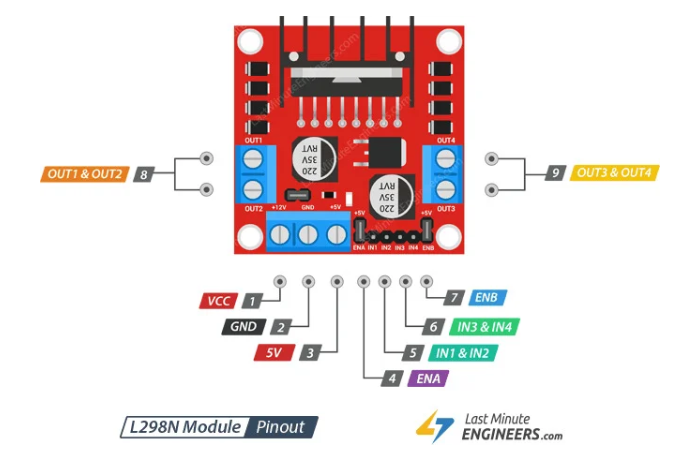 OUT1
OUT4
OUT2
OUT3
220
35V
RVT
220
35V
RVT
+12V GND +5V
+5V +5V
ENA IN1 IN2 IN3 IN4 ENB
OUT1 & OUT2 8
9 OUT3 & OUT4
VCC 1
GND 2
5V 3
4 ENA
5 IN1 & IN2
6 IN3 & IN4
7 ENB
L298N Module Pinout
Last Minute
ENGINEERS.com
LastMinuteEngineers.com